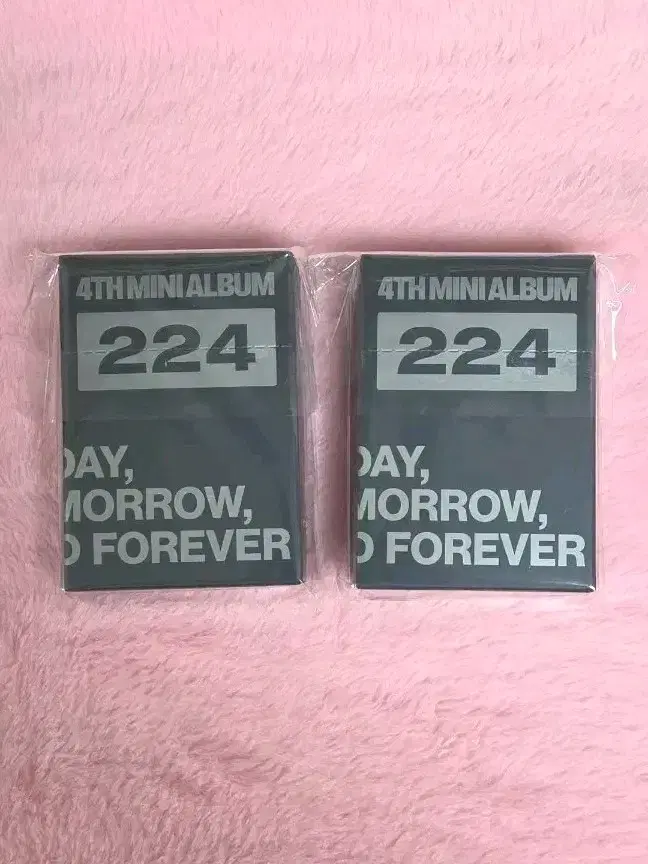 4TH MINI ALBUM
224
DAY,
MORROW,
D FOREVER
4TH MINI ALBUM
224
DAY,
MORROW,
D FOREVER